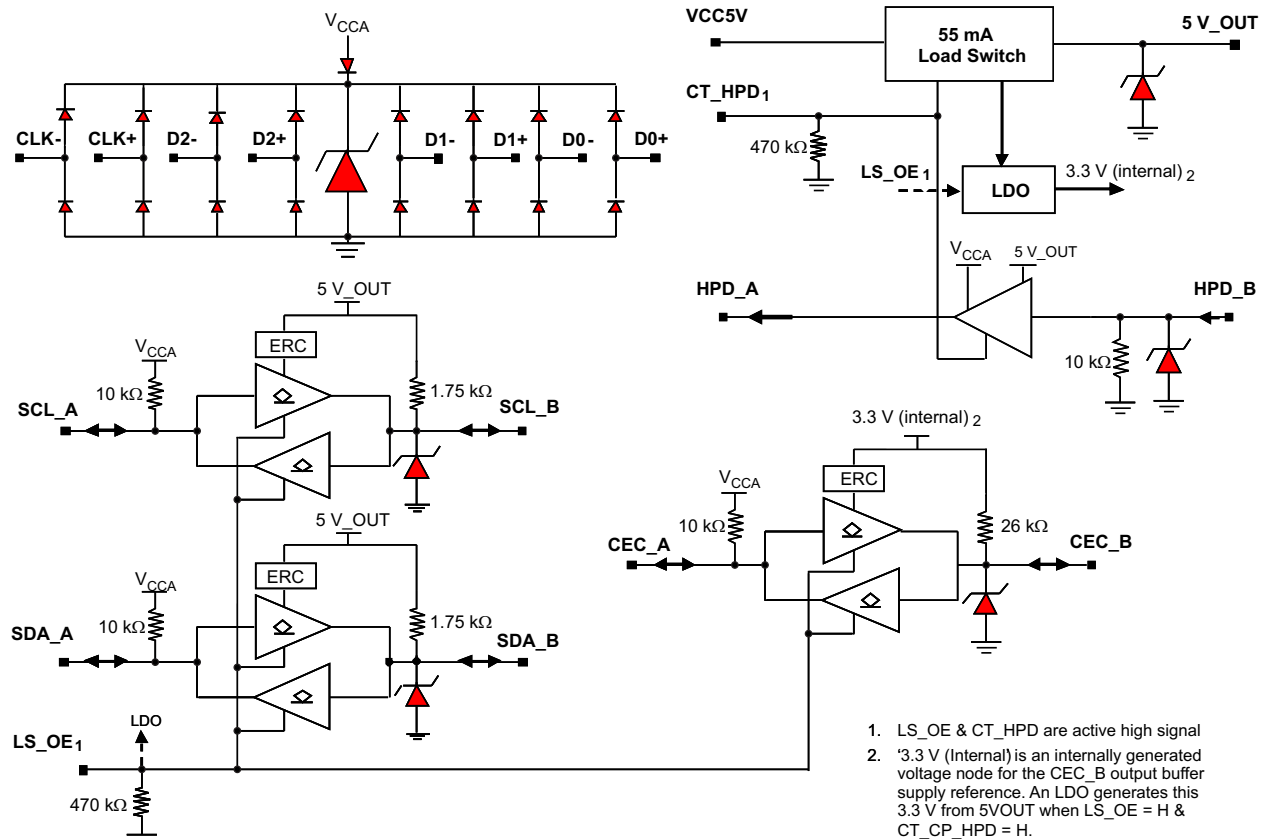 VCCA
CLK-
CLK+
D2-
D2+
D1-
D1+
D0-
D0+
VCC5V
55 mA
Load Switch
5 V_OUT
CT_HPD1
470 kΩ
LS_OE1
LDO
3.3 V (internal) 2
VCCA
5 V_OUT
HPD_A
HPD_B
10 kΩ
5 V_OUT
ERC
VCCA
10 kΩ
1.75 kΩ
SCL_A
SCL_B
3.3 V (internal) 2
ERC
VCCA
10 kΩ
26 kΩ
CEC_A
CEC_B
5 V_OUT
ERC
VCCA
10 kΩ
1.75 kΩ
SDA_A
SDA_B
LDO
LS_OE1
470 kΩ
1. LS_OE & CT_HPD are active high signal
2. '3.3 V (Internal)' is an internally generated
voltage node for the CEC_B output buffer
supply reference. An LDO generates this
3.3 V from 5VOUT when LS_OE = H &
CT_CP_HPD = H.